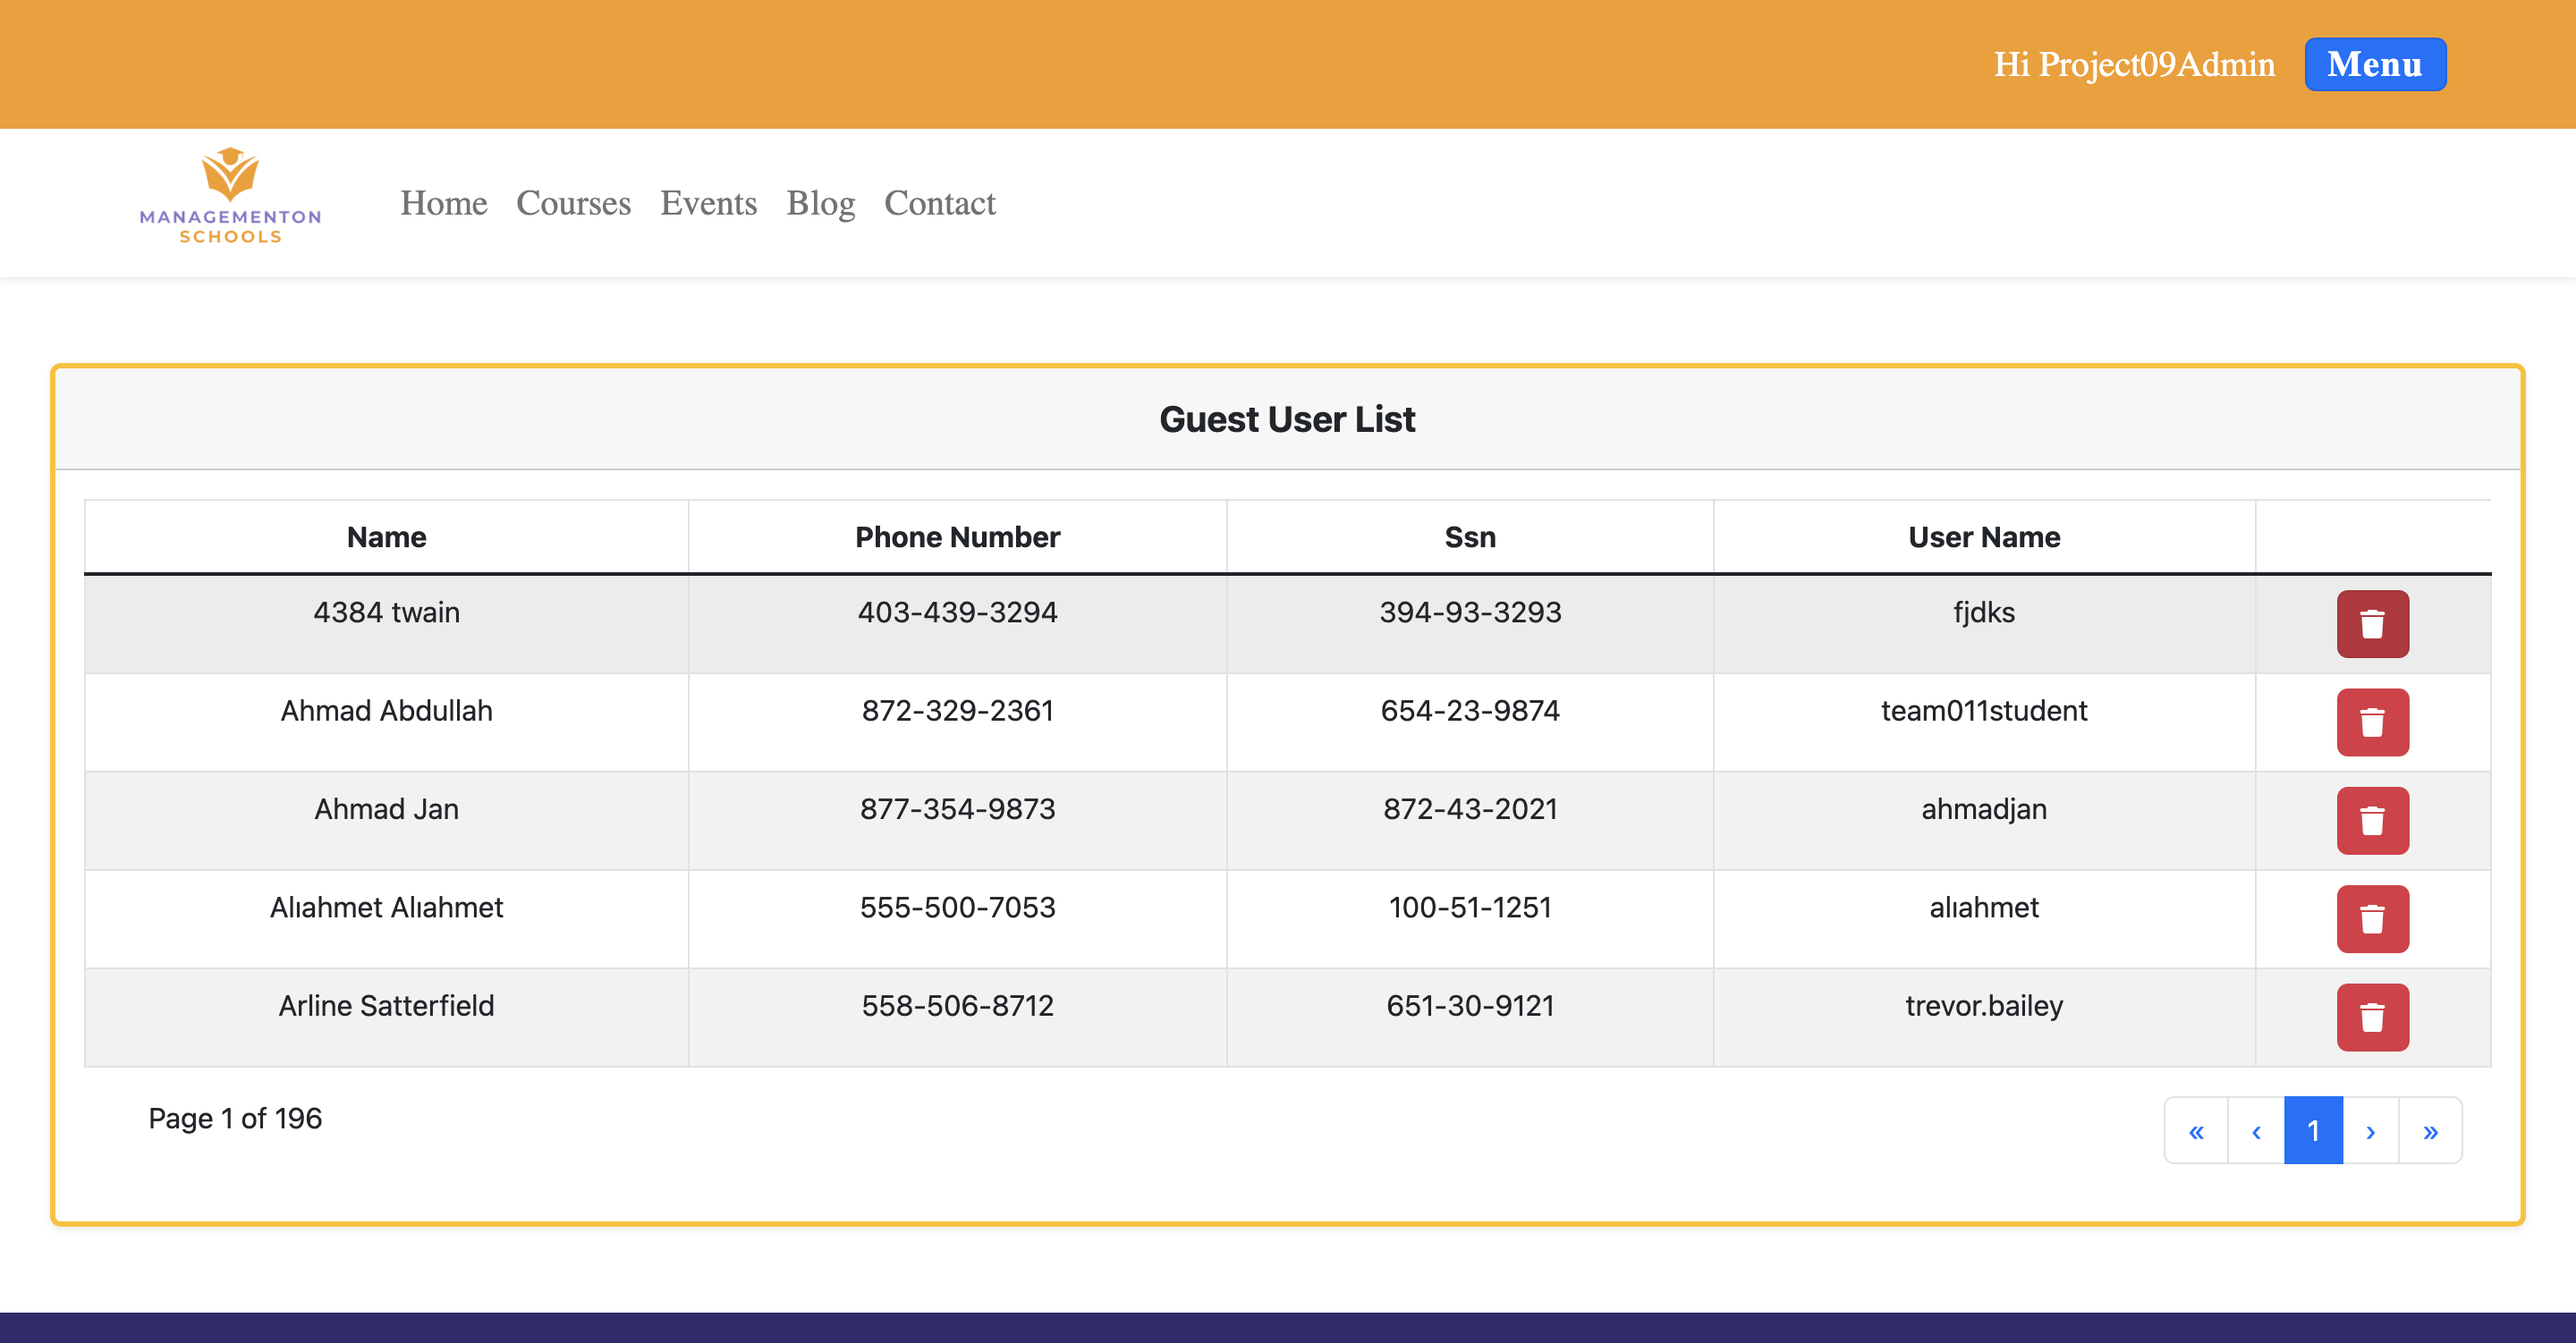 Hi Project09Admin Menu
MANAGEMENTON
SCHOOLS
Home Courses Events Blog Contact
Guest User List
Name Phone Number Ssn User Name
4384 twain 403-439-3294 394-93-3293 fjdks
Ahmad Abdullah 872-329-2361 654-23-9874 team011student
Ahmad Jan 877-354-9873 872-43-2021 ahmadjan
Alıahmet Alıahmet 555-500-7053 100-51-1251 alıahmet
Arline Satterfield 558-506-8712 651-30-9121 trevor.bailey
Page 1 of 196 « ‹ 1 › »